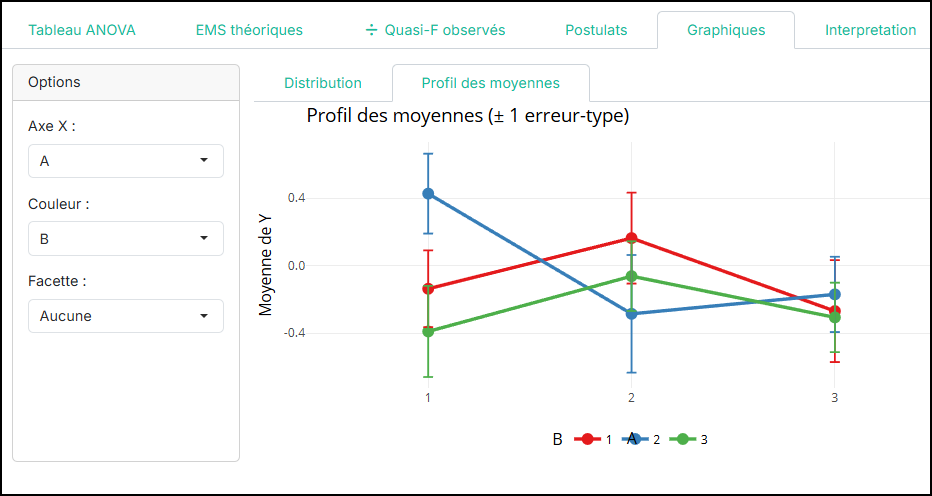 Tableau ANOVA EMS théoriques ÷ Quasi-F observés Postulats Graphiques Interpretation
Options
Axe X :
A
Couleur :
B
Facette :
Aucune
Distribution Profil des moyennes
Profil des moyennes (± 1 erreur-type)
Moyenne de Y
0.4
0.0
-0.4
1 2 3
A
B 1 2 3